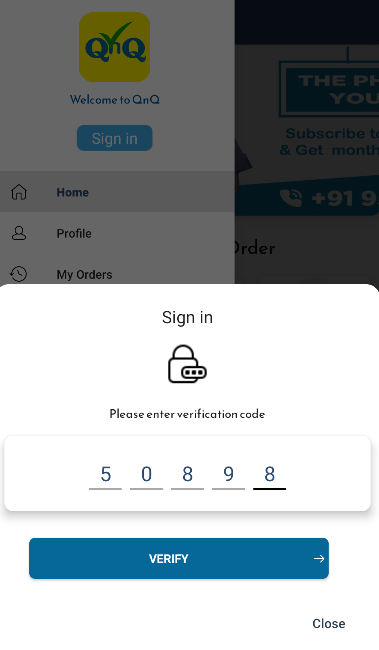 QnQ
Welcome to QnQ
Sign in
Home
Profile
My Orders
THE PH
YOU
Subscribe to
& Get month
+91 9
Order
Sign in
Please enter verification code
5 0 8 9 8
VERIFY
Close